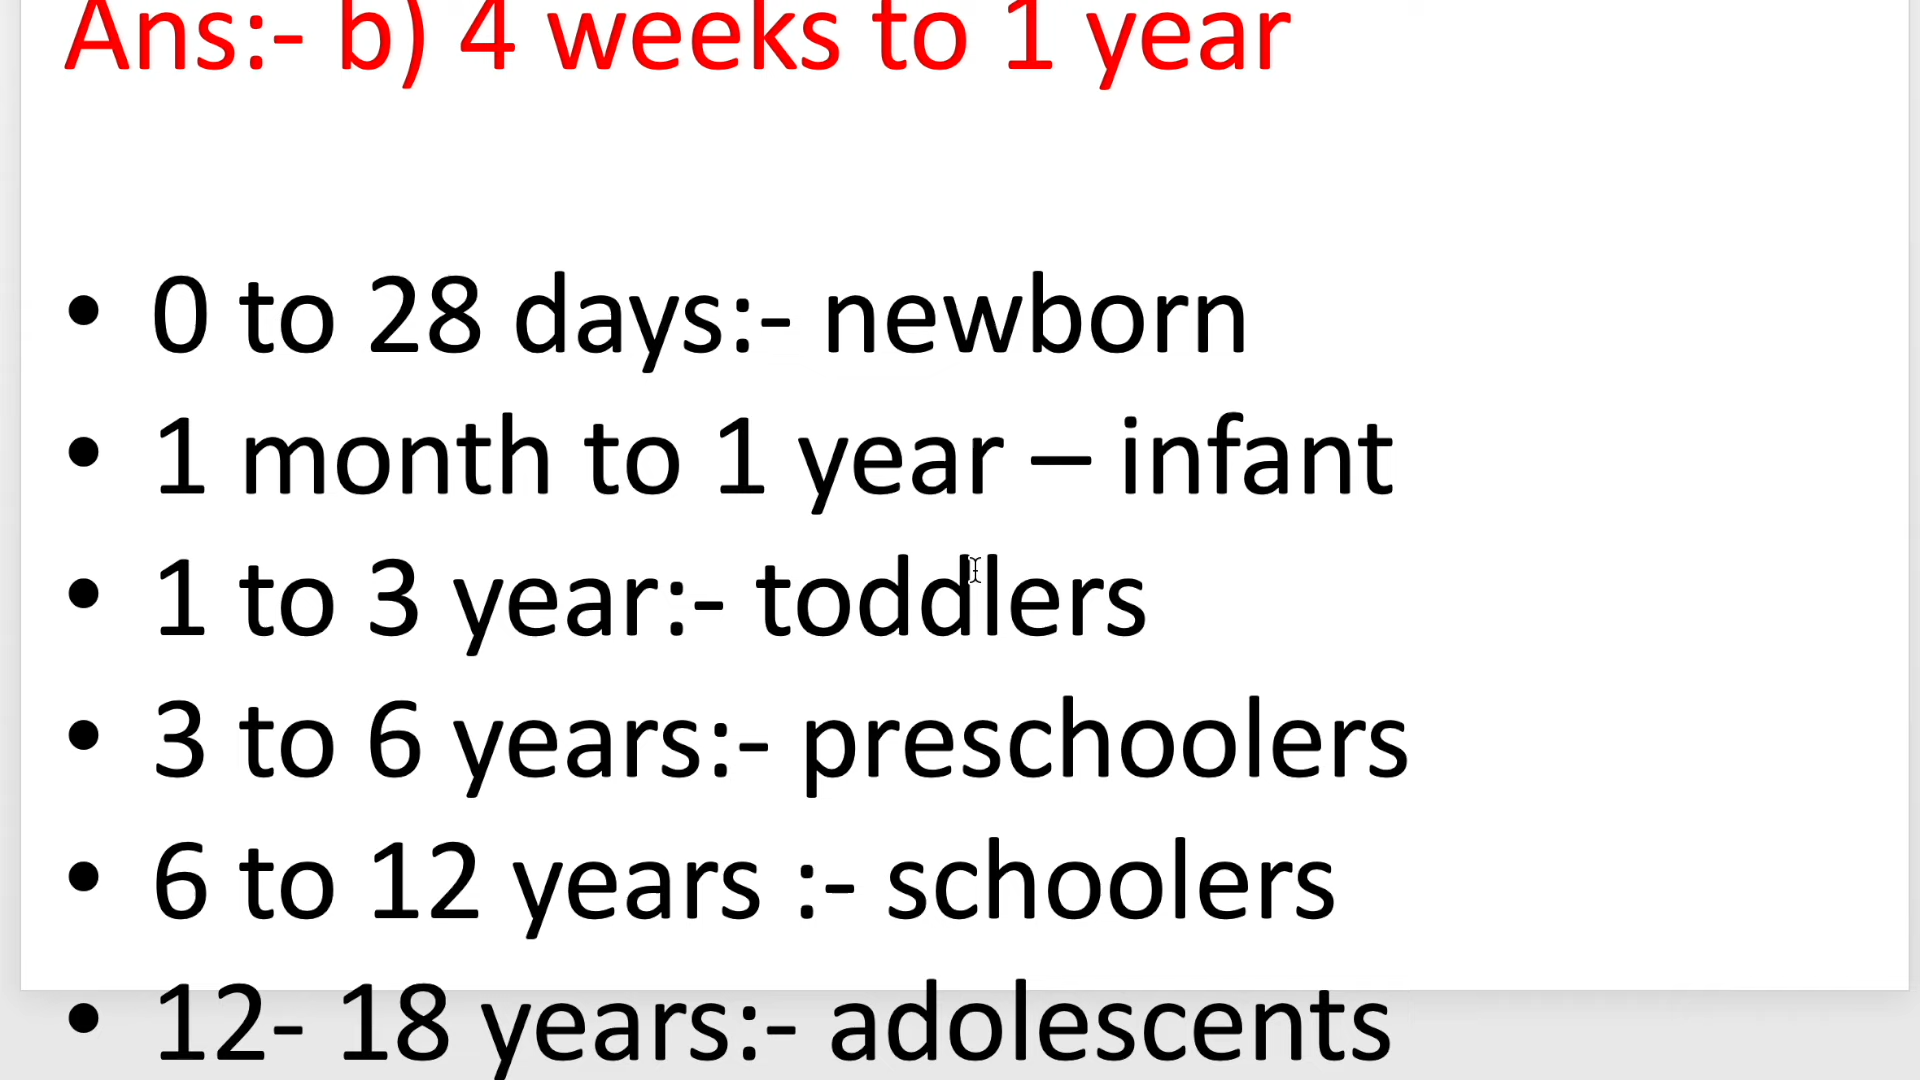 Ans:- b) 4 weeks to 1 year
• 0 to 28 days:- newborn
• 1 month to 1 year – infant
• 1 to 3 year:- toddlers
• 3 to 6 years:- preschoolers
• 6 to 12 years :- schoolers
• 12- 18 years:- adolescents